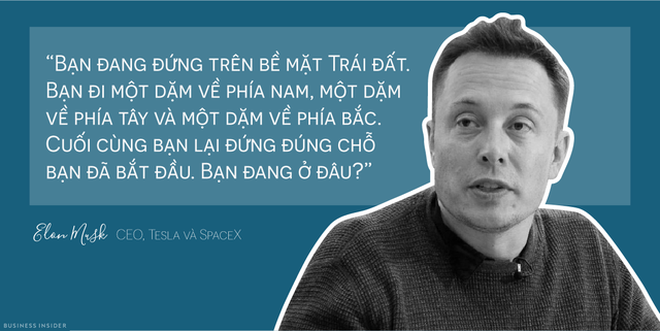 “Bạn đang đứng trên bề mặt Trái đất.
Bạn đi một dặm về phía nam, một dặm
về phía tây và một dặm về phía bắc.
Cuối cùng bạn lại đứng đúng chỗ
bạn đã bắt đầu. Bạn đang ở đâu?”
Elon Musk CEO, Tesla và SpaceX
BUSINESS INSIDER